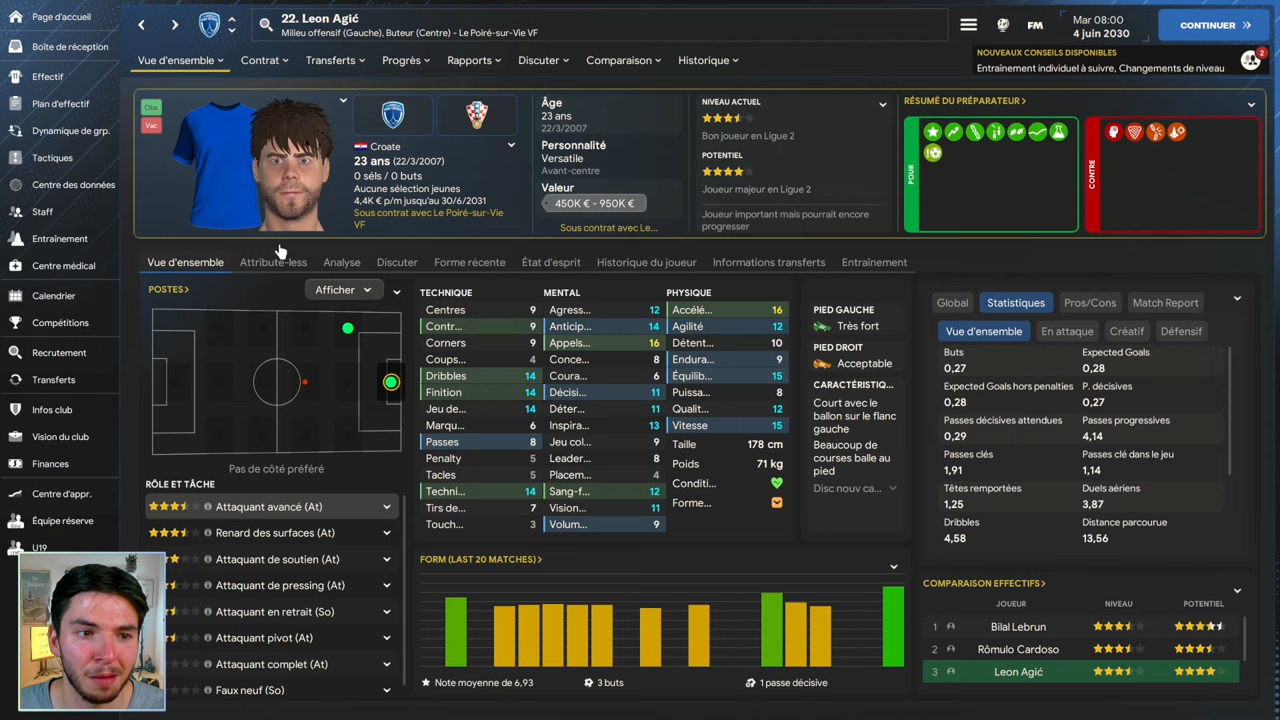 Page d'accueil
Boîte de réception
Effectif
Plan d'effectif
Dynamique de grp.
Tactiques
Centre des données
Staff
Entraînement
Centre médical
Calendrier
Compétitions
Recrutement
Transferts
Infos club
Vision du club
Finances
Centre d'appr.
Équipe réserve
U19
22. Leon Agić
Milieu offensif (Gauche), Buteur (Centre) - Le Poiré-sur-Vie VF
FM
Mar 08:00
4 juin 2030
CONTINUER
Vue d'ensemble
Contrat
Transferts
Progrès
Rapports
Discuter
Comparaison
Historique
NOUVEAUX CONSEILS DISPONIBLES
Entraînement individuel à suivre, Changements de niveau
2
Obs
Vac
Croate
23 ans (22/3/2007)
0 séls / 0 buts
Aucune sélection jeunes
4,4K € p/m jusqu'au 30/6/2031
Sous contrat avec Le Poiré-sur-Vie
VF
Âge
23 ans
22/3/2007
Personnalité
Versatile
Avant-centre
Valeur
450K € - 950K €
Sous contrat avec Le...
NIVEAU ACTUEL
Bon joueur en Ligue 2
POTENTIEL
Joueur majeur en Ligue 2
Joueur important mais pourrait encore
progresser
RÉSUMÉ DU PRÉPARATEUR
POUR
CONTRE
Vue d'ensemble
Attribute-less
Analyse
Discuter
Forme récente
État d'esprit
Historique du joueur
Informations transferts
Entraînement
POSTES
Afficher
Pas de côté préféré
RÔLE ET TÂCHE
Attaquant avancé (At)
Renard des surfaces (At)
Attaquant de soutien (At)
Attaquant de pressing (At)
Attaquant en retrait (So)
Attaquant pivot (At)
Attaquant complet (At)
Faux neuf (So)
TECHNIQUE
Centres 9
Contr... 9
Corners 9
Coups... 4
Dribbles 14
Finition 14
Jeu de... 14
Marqu... 6
Passes 8
Penalty 5
Tacles 5
Techni... 14
Tirs de... 7
Touch... 3
MENTAL
Agress... 12
Anticip... 14
Appels... 16
Conce... 8
Coura... 6
Décisi... 11
Déter... 11
Inspira... 13
Jeu col... 9
Leader... 8
Placem... 4
Sang-f... 12
Vision... 11
Volum... 9
PHYSIQUE
Accélé... 16
Agilité 12
Détent... 10
Endura... 9
Équilib... 15
Puissa... 8
Qualit... 12
Vitesse 15
Taille 178 cm
Poids 71 kg
Conditi...
Forme...
PIED GAUCHE
Très fort
PIED DROIT
Acceptable
CARACTÉRISTIQ...
Court avec le
ballon sur le flanc
gauche
Beaucoup de
courses balle au
pied
Disc nouv ca...
FORM (LAST 20 MATCHES)
Note moyenne de 6,93
3 buts
1 passe décisive
Global
Statistiques
Pros/Cons
Match Report
Vue d'ensemble
En attaque
Créatif
Défensif
Buts Expected Goals
0,27 0,28
Expected Goals hors penalties P. décisives
0,28 0,27
Passes décisives attendues Passes progressives
0,29 4,14
Passes clés Passes clé dans le jeu
1,91 1,14
Têtes remportées Duels aériens
1,25 3,87
Dribbles Distance parcourue
4,58 13,56
COMPARAISON EFFECTIFS
JOUEUR NIVEAU POTENTIEL
1 Bilal Lebrun
2 Rômulo Cardoso
3 Leon Agić